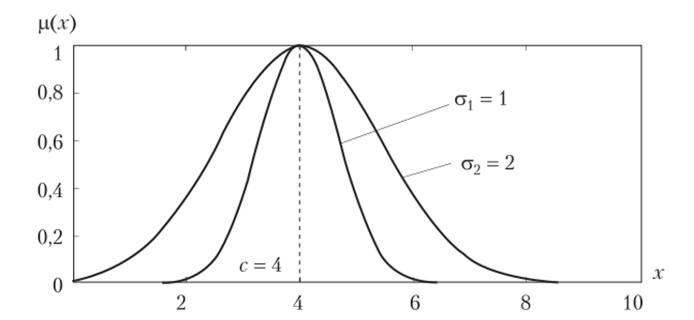 μ(x)
1
0,8
0,6
0,4
0,2
0
σ₁ = 1
σ₂ = 2
c = 4
x
2 4 6 8 10